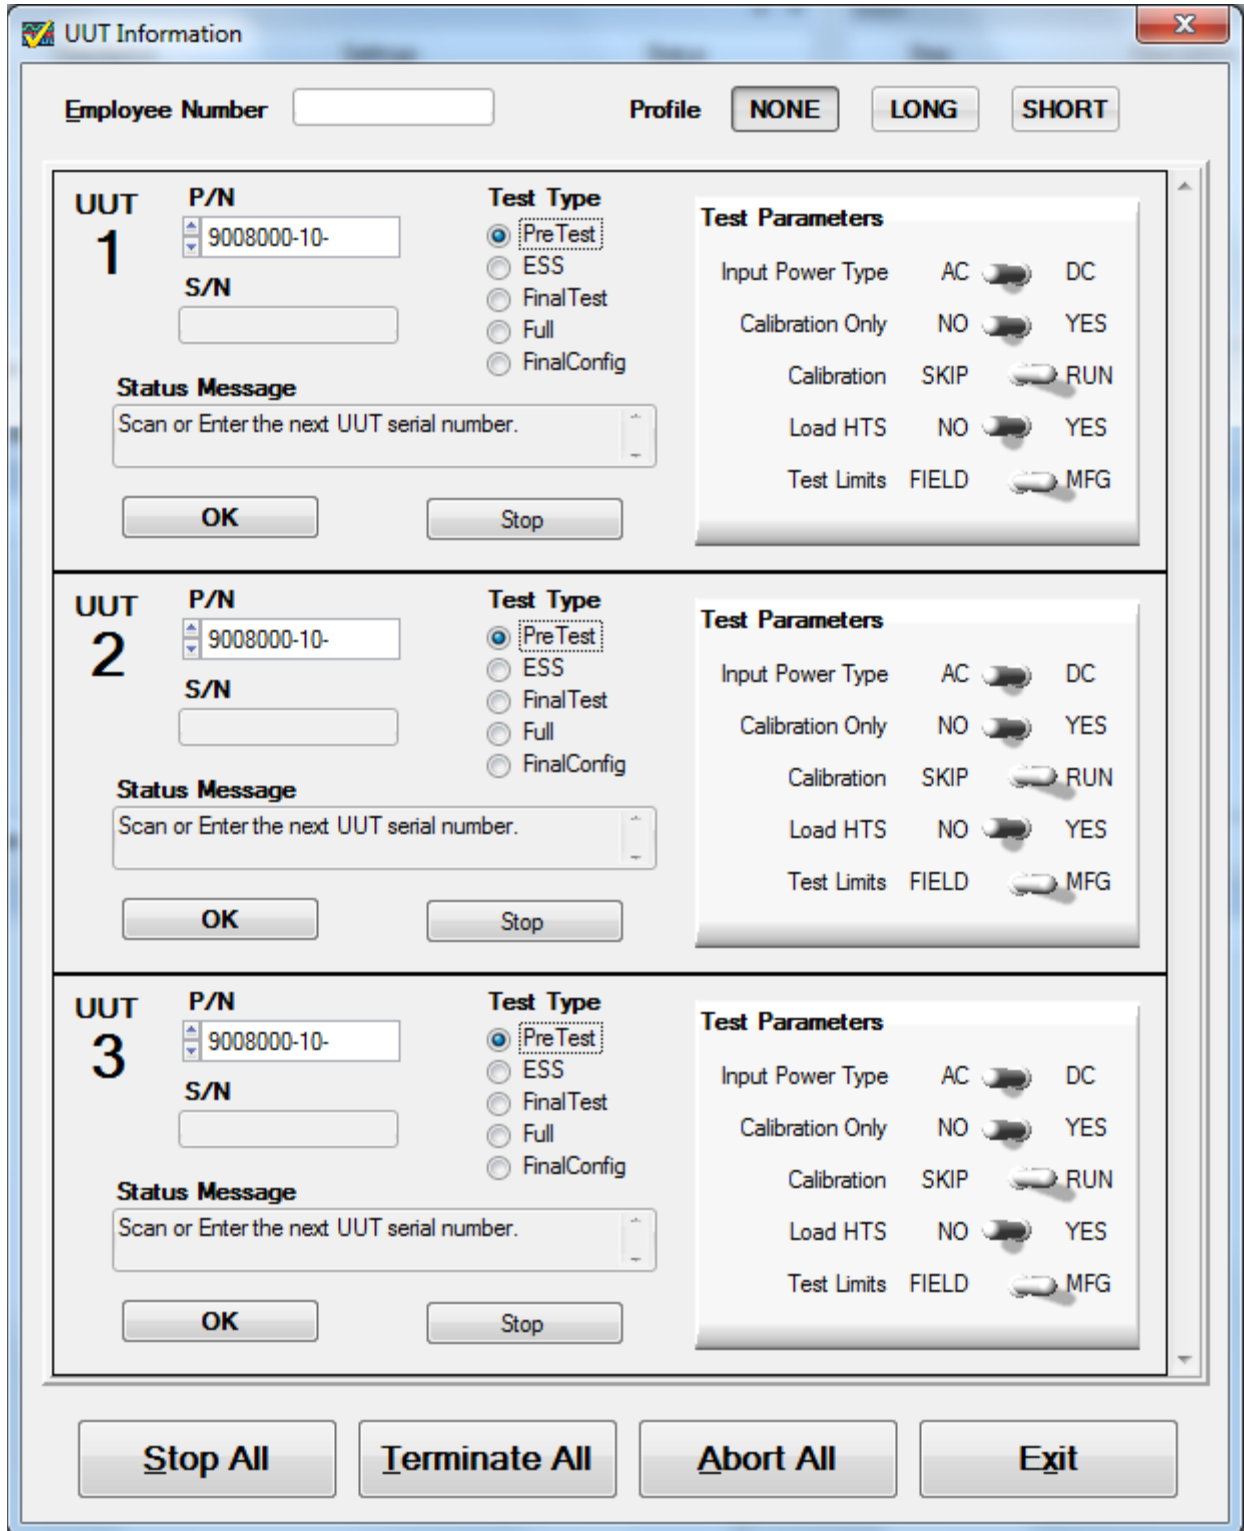 UUT Information
Employee Number Profile NONE LONG SHORT
UUT
1
P/N
9008000-10-
S/N
Test Type
PreTest
ESS
FinalTest
Full
FinalConfig
Status Message
Scan or Enter the next UUT serial number.
OK Stop
Test Parameters
Input Power Type AC DC
Calibration Only NO YES
Calibration SKIP RUN
Load HTS NO YES
Test Limits FIELD MFG
UUT
2
P/N
9008000-10-
S/N
Test Type
PreTest
ESS
FinalTest
Full
FinalConfig
Status Message
Scan or Enter the next UUT serial number.
OK Stop
Test Parameters
Input Power Type AC DC
Calibration Only NO YES
Calibration SKIP RUN
Load HTS NO YES
Test Limits FIELD MFG
UUT
3
P/N
9008000-10-
S/N
Test Type
PreTest
ESS
FinalTest
Full
FinalConfig
Status Message
Scan or Enter the next UUT serial number.
OK Stop
Test Parameters
Input Power Type AC DC
Calibration Only NO YES
Calibration SKIP RUN
Load HTS NO YES
Test Limits FIELD MFG
Stop All Terminate All Abort All Exit